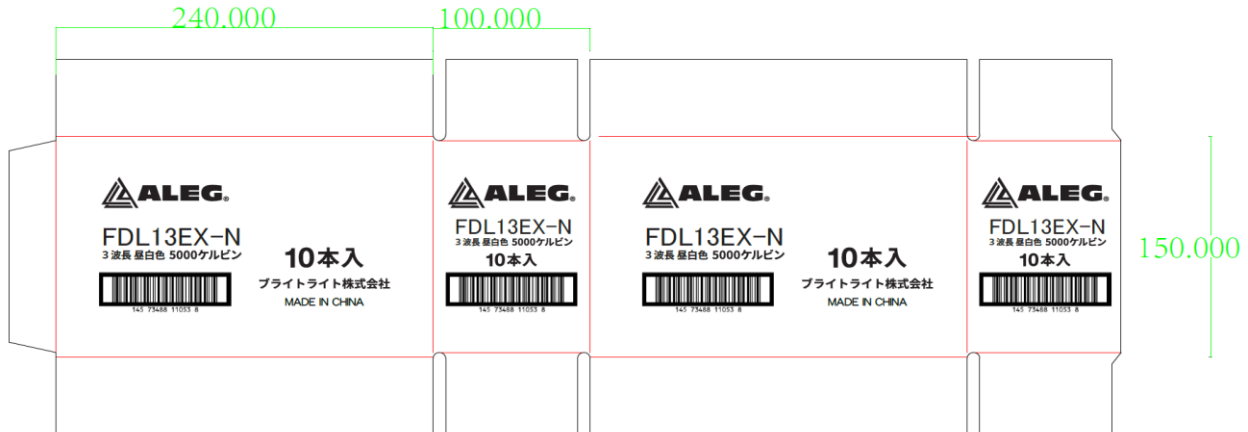 240.000
100.000
ALEG®
FDL13EX-N
3波長 昼白色 5000ケルビン
10本入
ブライトライト株式会社
MADE IN CHINA
145 73488 11053 8
ALEG®
FDL13EX-N
3波長 昼白色 5000ケルビン
10本入
145 73488 11053 8
ALEG®
FDL13EX-N
3波長 昼白色 5000ケルビン
10本入
ブライトライト株式会社
MADE IN CHINA
145 73488 11053 8
ALEG®
FDL13EX-N
3波長 昼白色 5000ケルビン
10本入
145 73488 11053 8
150.000